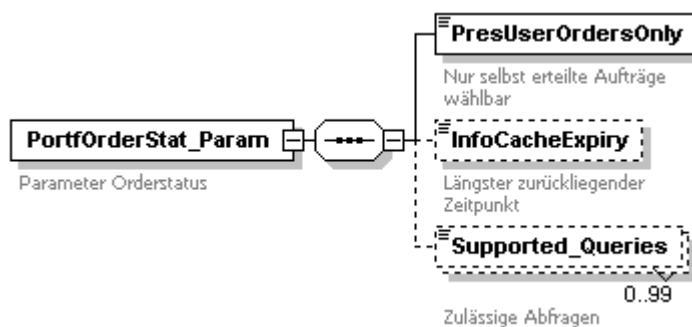 PresUserOrdersOnly
Nur selbst erteilte Aufträge
wählbar
PortfOrderStat_Param
Parameter Orderstatus
InfoCacheExpiry
Längster zurückliegender
Zeitpunkt
Supported_Queries
0..99
Zulässige Abfragen